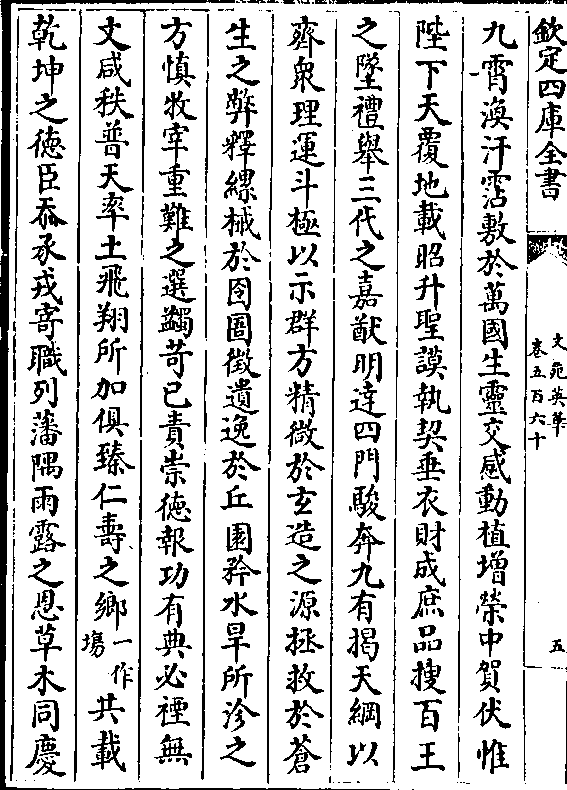 欽定四庫全書
文苑英華
卷五百六十
五
九霄渙汗霑敷於萬國生靈交感動植增榮中賀伏惟
陛下天覆地載昭升聖謨執契垂衣財成庶品搜百王
之墜禮舉三代之嘉猷明達四門駿奔九有揭天綱以
齊衆理運斗極以示群方精微於玄造之源拯救於蒼
生之弊釋縲械於囹圄徵遺逸於丘園矜水旱所沴之
方慎牧宰重難之選蠲苛已責崇德報功有典必禋無
文咸秩普天率土飛翔所加俱臻仁壽之鄉一作塲共載
乾坤之德臣忝承戎寄職列藩隅雨露之恩草木同慶